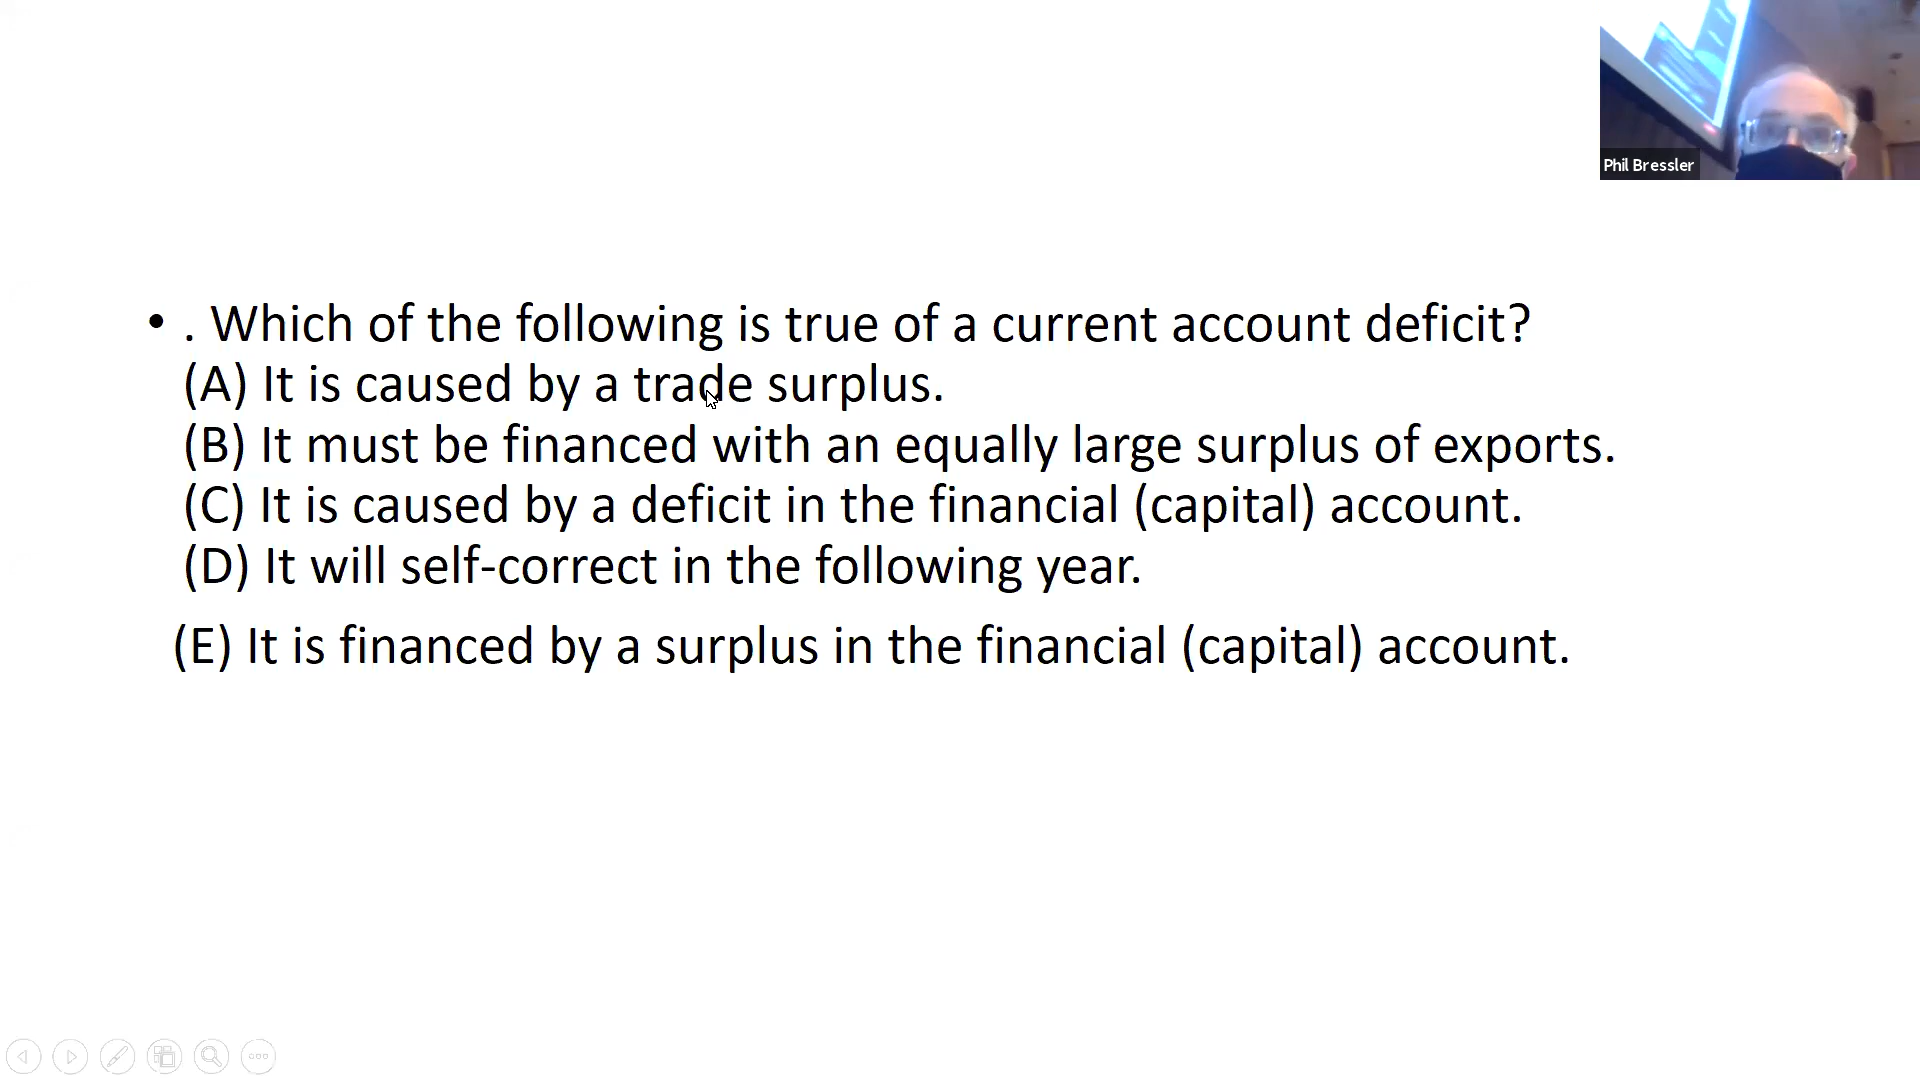 Phil Bressler
• . Which of the following is true of a current account deficit?
(A) It is caused by a trade surplus.
(B) It must be financed with an equally large surplus of exports.
(C) It is caused by a deficit in the financial (capital) account.
(D) It will self-correct in the following year.
(E) It is financed by a surplus in the financial (capital) account.